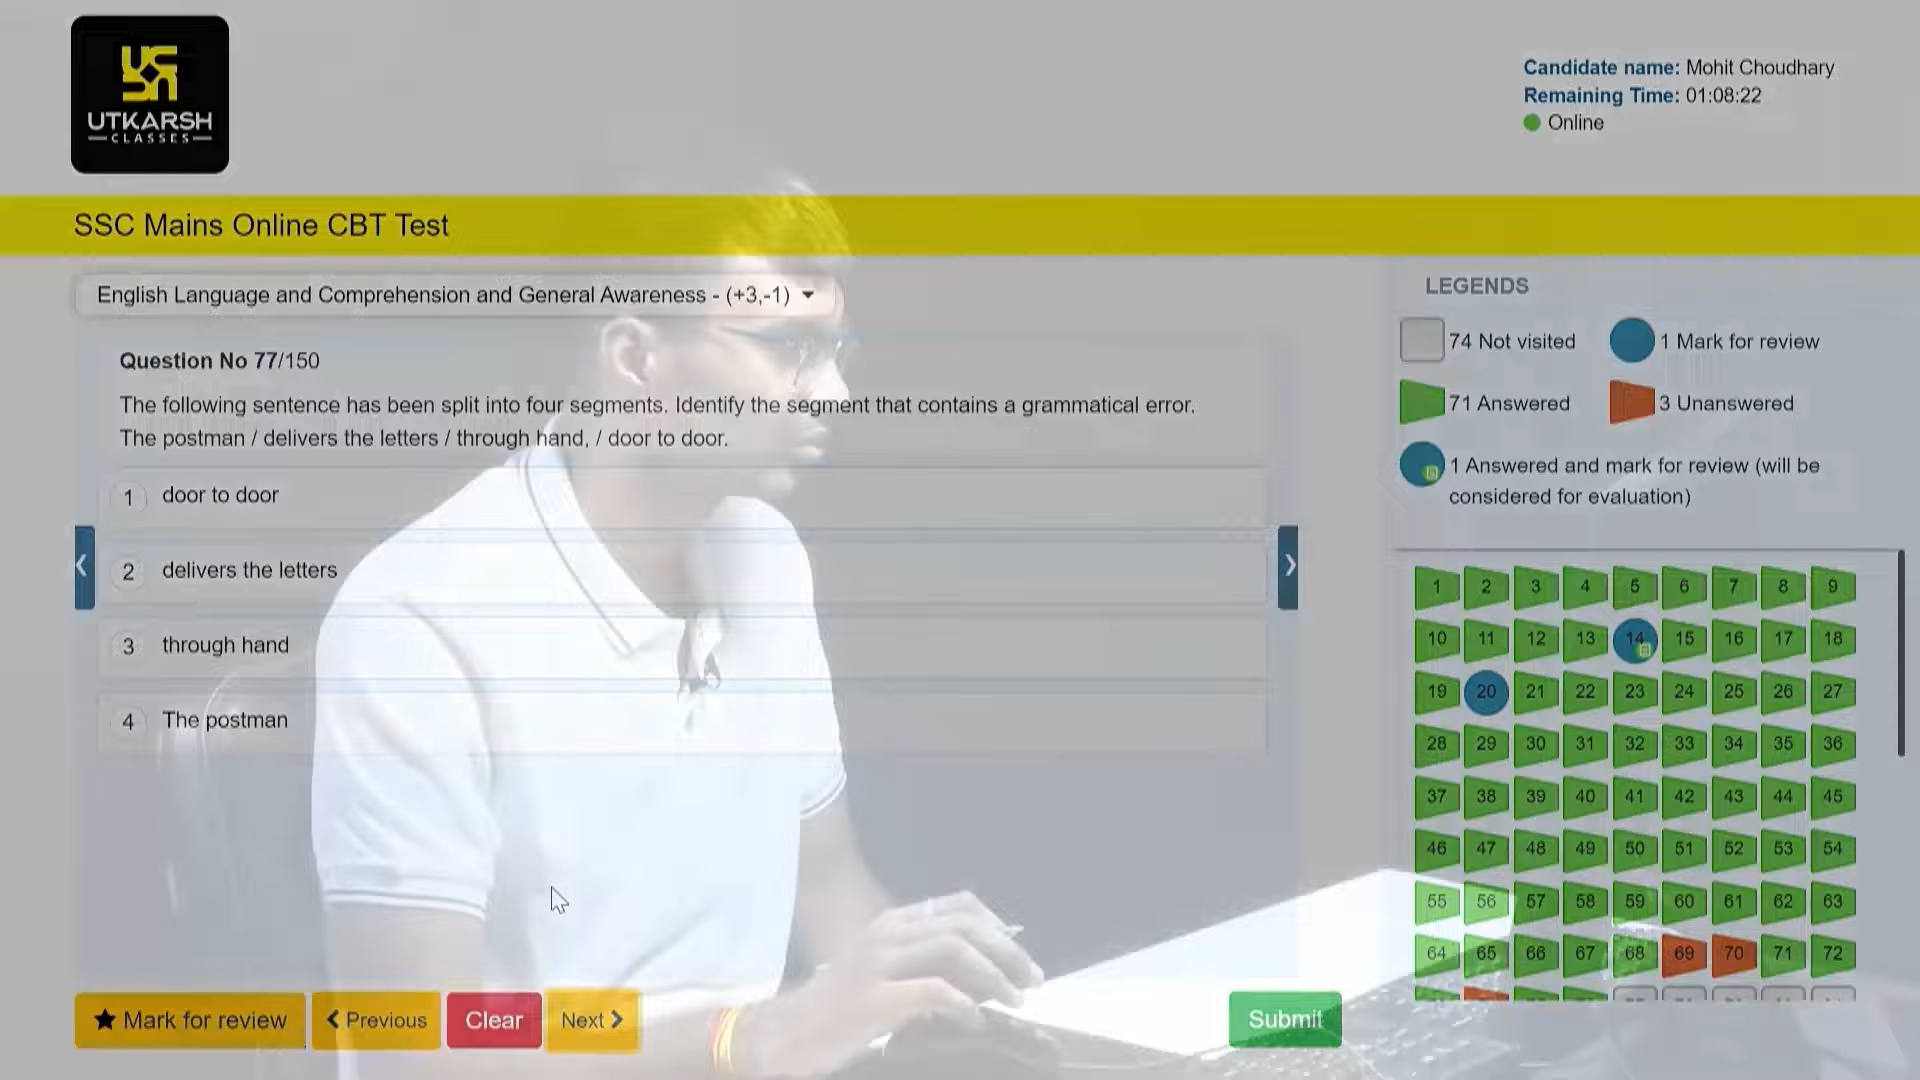 UTKARSH
CLASSES
Candidate name: Mohit Choudhary
Remaining Time: 01:08:22
Online
SSC Mains Online CBT Test
English Language and Comprehension and General Awareness - (+3,-1)
Question No 77/150
The following sentence has been split into four segments. Identify the segment that contains a grammatical error.
The postman / delivers the letters / through hand, / door to door.
1 door to door
2 delivers the letters
3 through hand
4 The postman
Mark for review
Previous
Clear
Next
Submit
LEGENDS
74 Not visited
1 Mark for review
71 Answered
3 Unanswered
1 Answered and mark for review (will be
considered for evaluation)
1 2 3 4 5 6 7 8 9
10 11 12 13 14 15 16 17 18
19 20 21 22 23 24 25 26 27
28 29 30 31 32 33 34 35 36
37 38 39 40 41 42 43 44 45
46 47 48 49 50 51 52 53 54
55 56 57 58 59 60 61 62 63
64 65 66 67 68 69 70 71 72